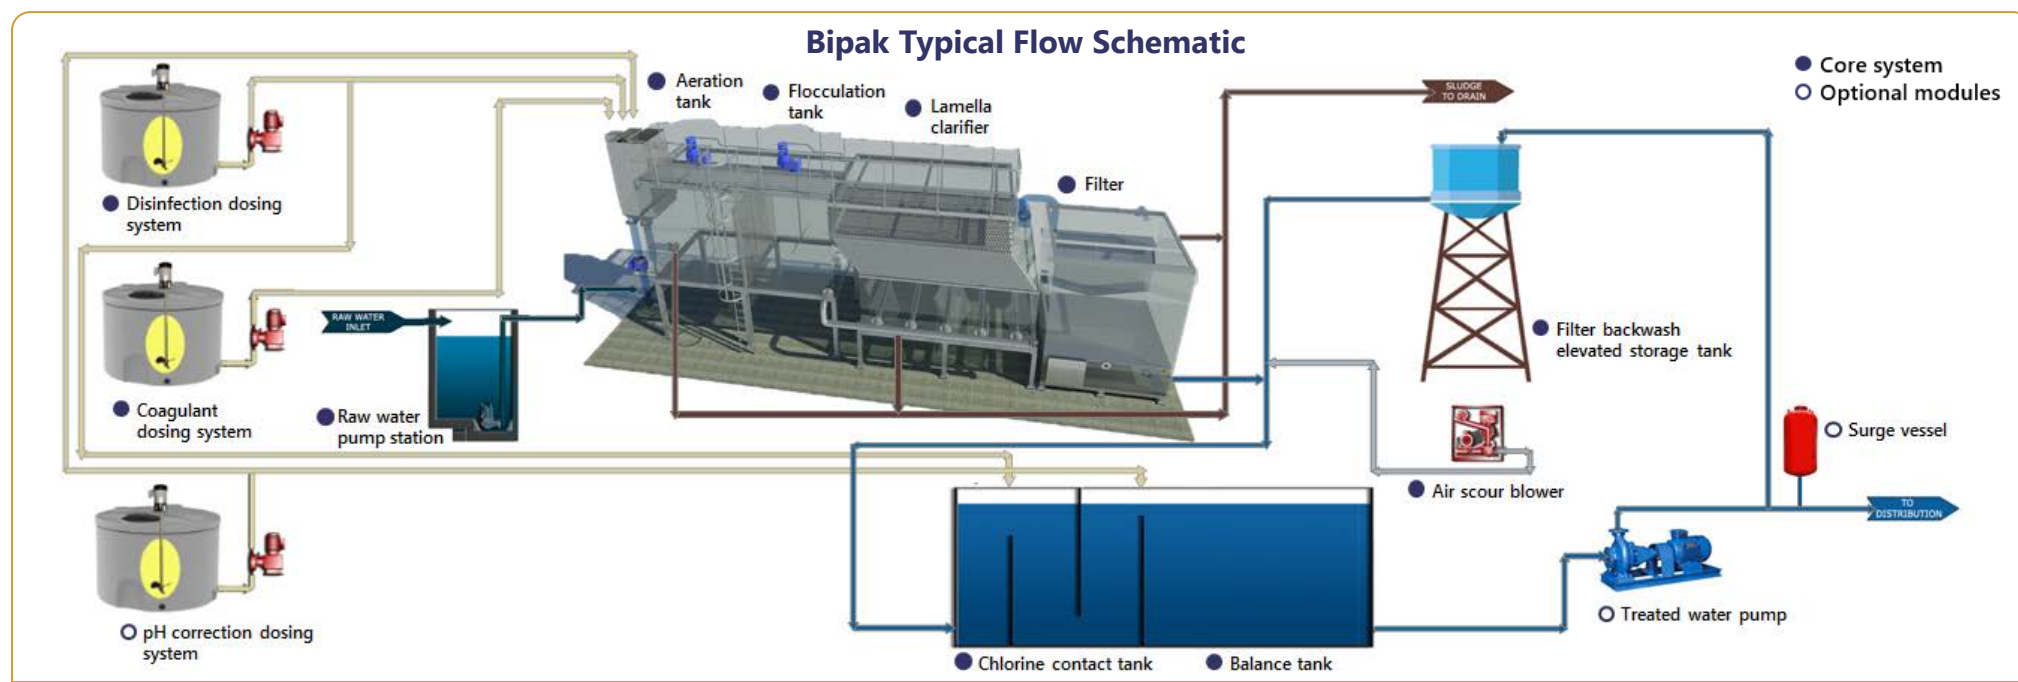 Bipak Typical Flow Schematic
Core system
Optional modules
Aeration
tank
Flocculation
tank
Lamella
clarifier
Filter
SLUDGE
TO DRAIN
Disinfection dosing
system
RAW WATER
INLET
Coagulant
dosing system
Raw water
pump station
Filter backwash
elevated storage tank
Surge vessel
Air scour blower
TO
DISTRIBUTION
pH correction dosing
system
Chlorine contact tank
Balance tank
Treated water pump